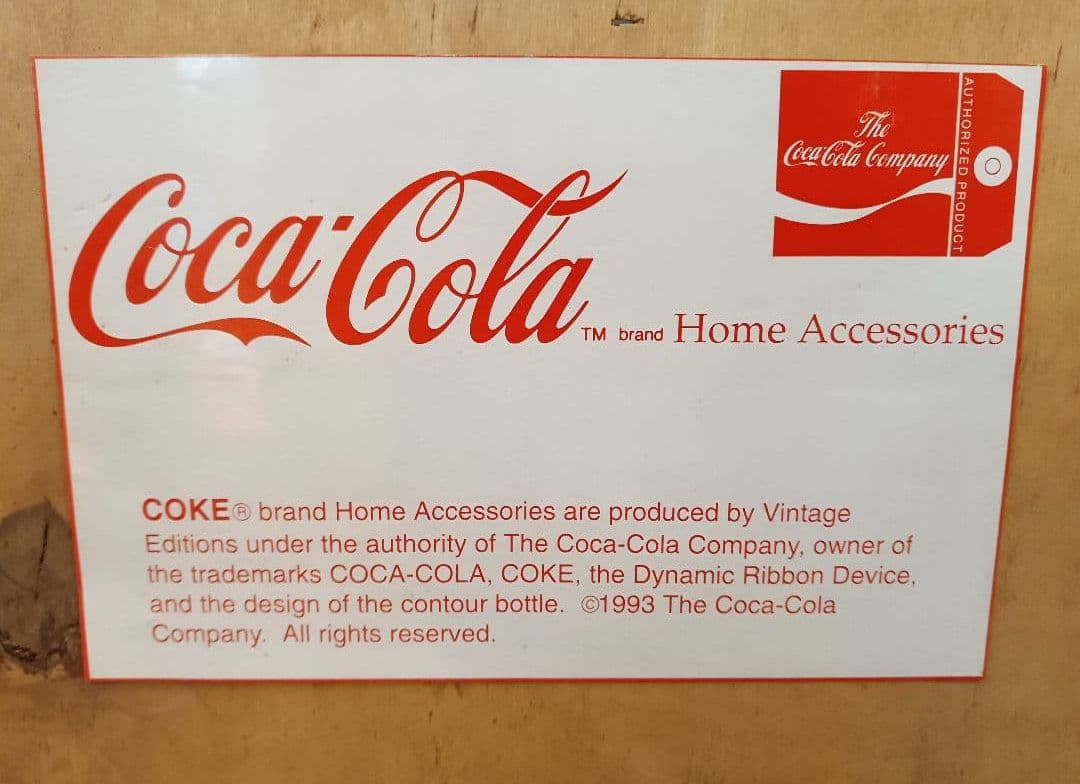 The
Coca-Cola Company
AUTHORIZED PRODUCT
Coca-Cola TM brand Home Accessories
COKE® brand Home Accessories are produced by Vintage
Editions under the authority of The Coca-Cola Company, owner of
the trademarks COCA-COLA, COKE, the Dynamic Ribbon Device,
and the design of the contour bottle. ©1993 The Coca-Cola
Company. All rights reserved.